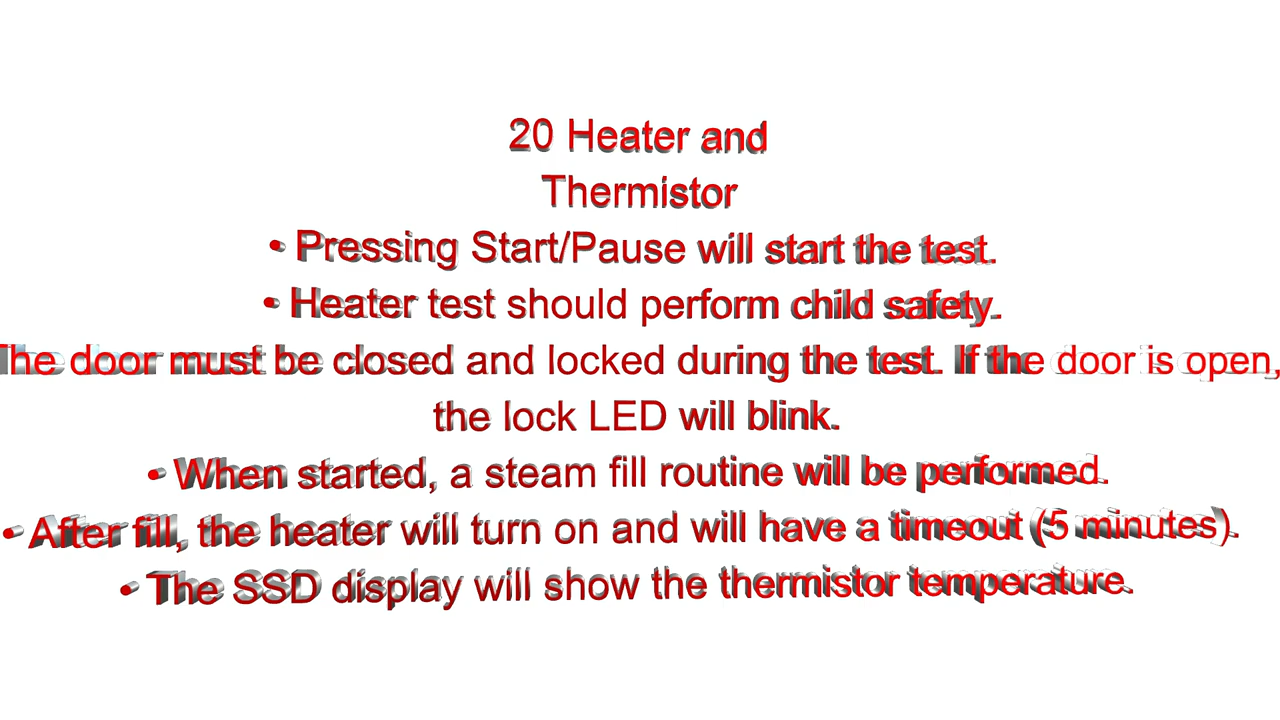 20 Heater and
Thermistor
• Pressing Start/Pause will start the test.
• Heater test should perform child safety.
The door must be closed and locked during the test. If the door is open,
the lock LED will blink.
• When started, a steam fill routine will be performed.
• After fill, the heater will turn on and will have a timeout (5 minutes).
• The SSD display will show the thermistor temperature.